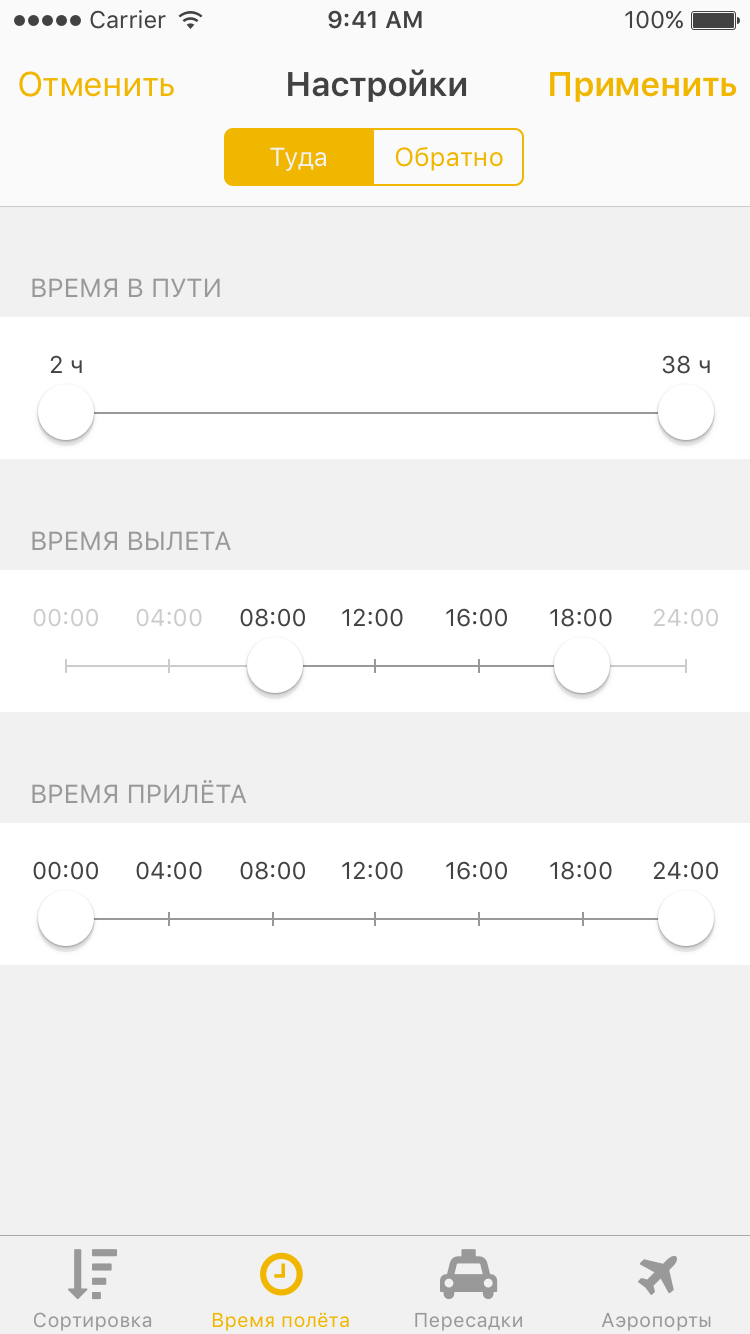 Carrier 9:41 AM 100%
Отменить Настройки Применить
Туда Обратно
ВРЕМЯ В ПУТИ
2 ч 38 ч
ВРЕМЯ ВЫЛЕТА
00:00 04:00 08:00 12:00 16:00 18:00 24:00
ВРЕМЯ ПРИЛЁТА
00:00 04:00 08:00 12:00 16:00 18:00 24:00
Сортировка Время полёта Пересадки Аэропорты